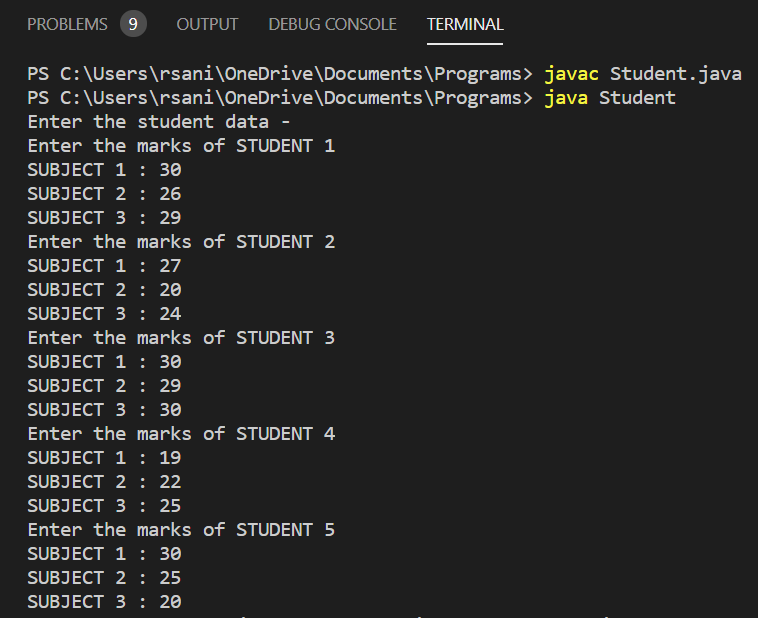 PROBLEMS 9 OUTPUT DEBUG CONSOLE TERMINAL
PS C:\Users\rsani\OneDrive\Documents\Programs> javac Student.java
PS C:\Users\rsani\OneDrive\Documents\Programs> java Student
Enter the student data -
Enter the marks of STUDENT 1
SUBJECT 1 : 30
SUBJECT 2 : 26
SUBJECT 3 : 29
Enter the marks of STUDENT 2
SUBJECT 1 : 27
SUBJECT 2 : 20
SUBJECT 3 : 24
Enter the marks of STUDENT 3
SUBJECT 1 : 30
SUBJECT 2 : 29
SUBJECT 3 : 30
Enter the marks of STUDENT 4
SUBJECT 1 : 19
SUBJECT 2 : 22
SUBJECT 3 : 25
Enter the marks of STUDENT 5
SUBJECT 1 : 30
SUBJECT 2 : 25
SUBJECT 3 : 20